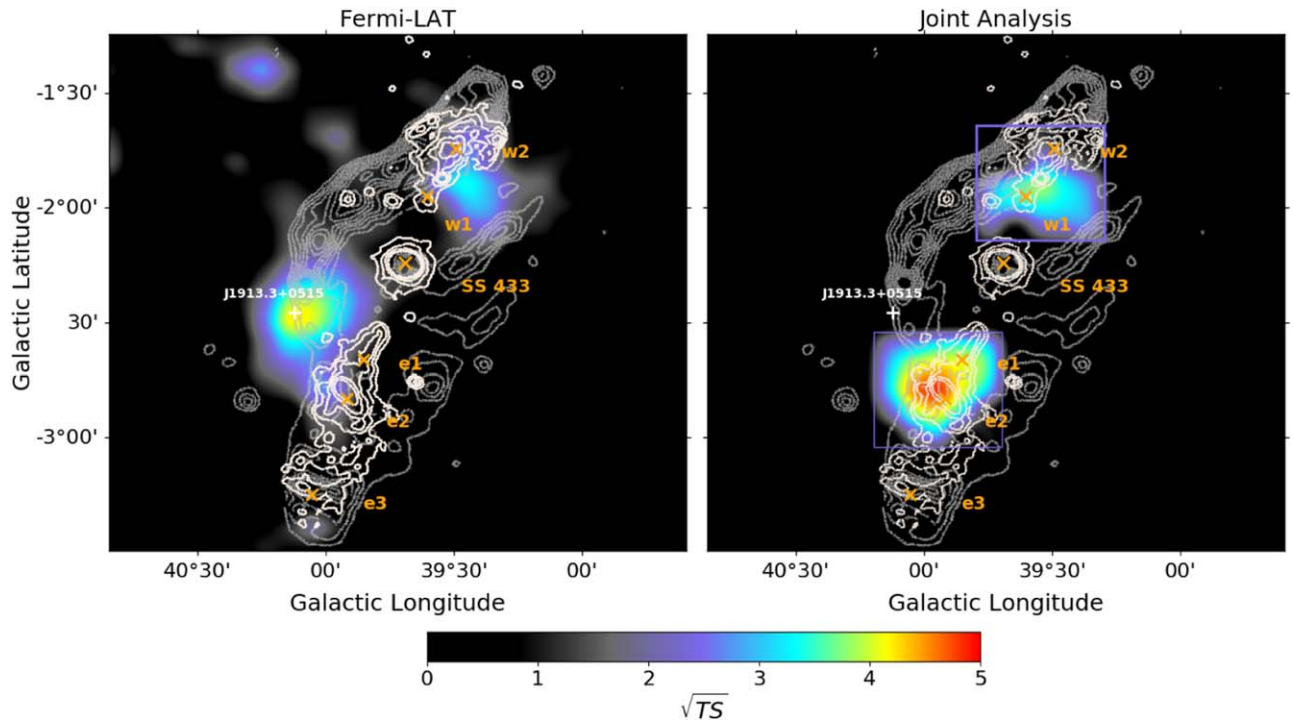 Fermi-LAT
Joint Analysis
Galactic Latitude
-1°30'
-2°00'
30'
-3°00'
w2
w1
J1913.3+0515
SS 433
e1
e2
e3
w2
w1
J1913.3+0515
SS 433
e1
e2
e3
40°30' 00' 39°30' 00'
40°30' 00' 39°30' 00'
Galactic Longitude
Galactic Longitude
0 1 2 3 4 5
√TS